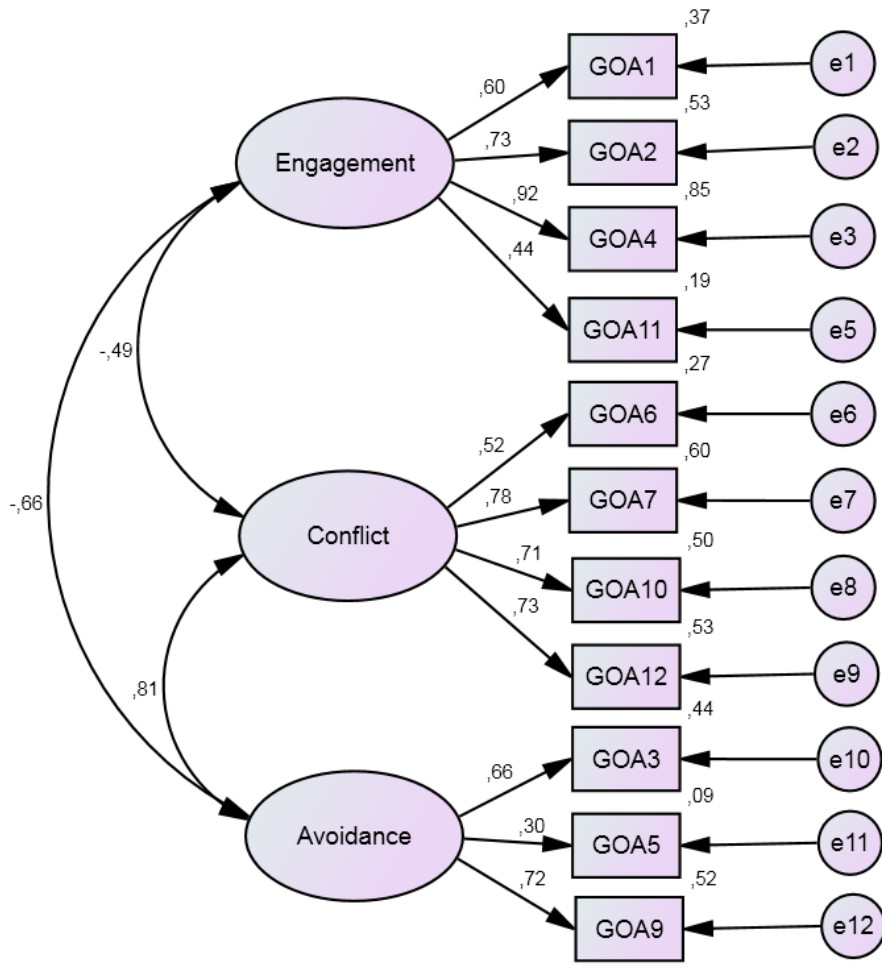 ,37
GOA1
e1
,60
,53
,73
GOA2
e2
Engagement
,92
,85
GOA4
e3
,44
,19
GOA11
e5
-,49
,27
GOA6
e6
,52
,60
,78
GOA7
e7
-,66
Conflict
,71
,50
GOA10
e8
,73
,53
GOA12
e9
,81
,44
GOA3
e10
,66
,09
Avoidance
,30
GOA5
e11
,72
,52
GOA9
e12